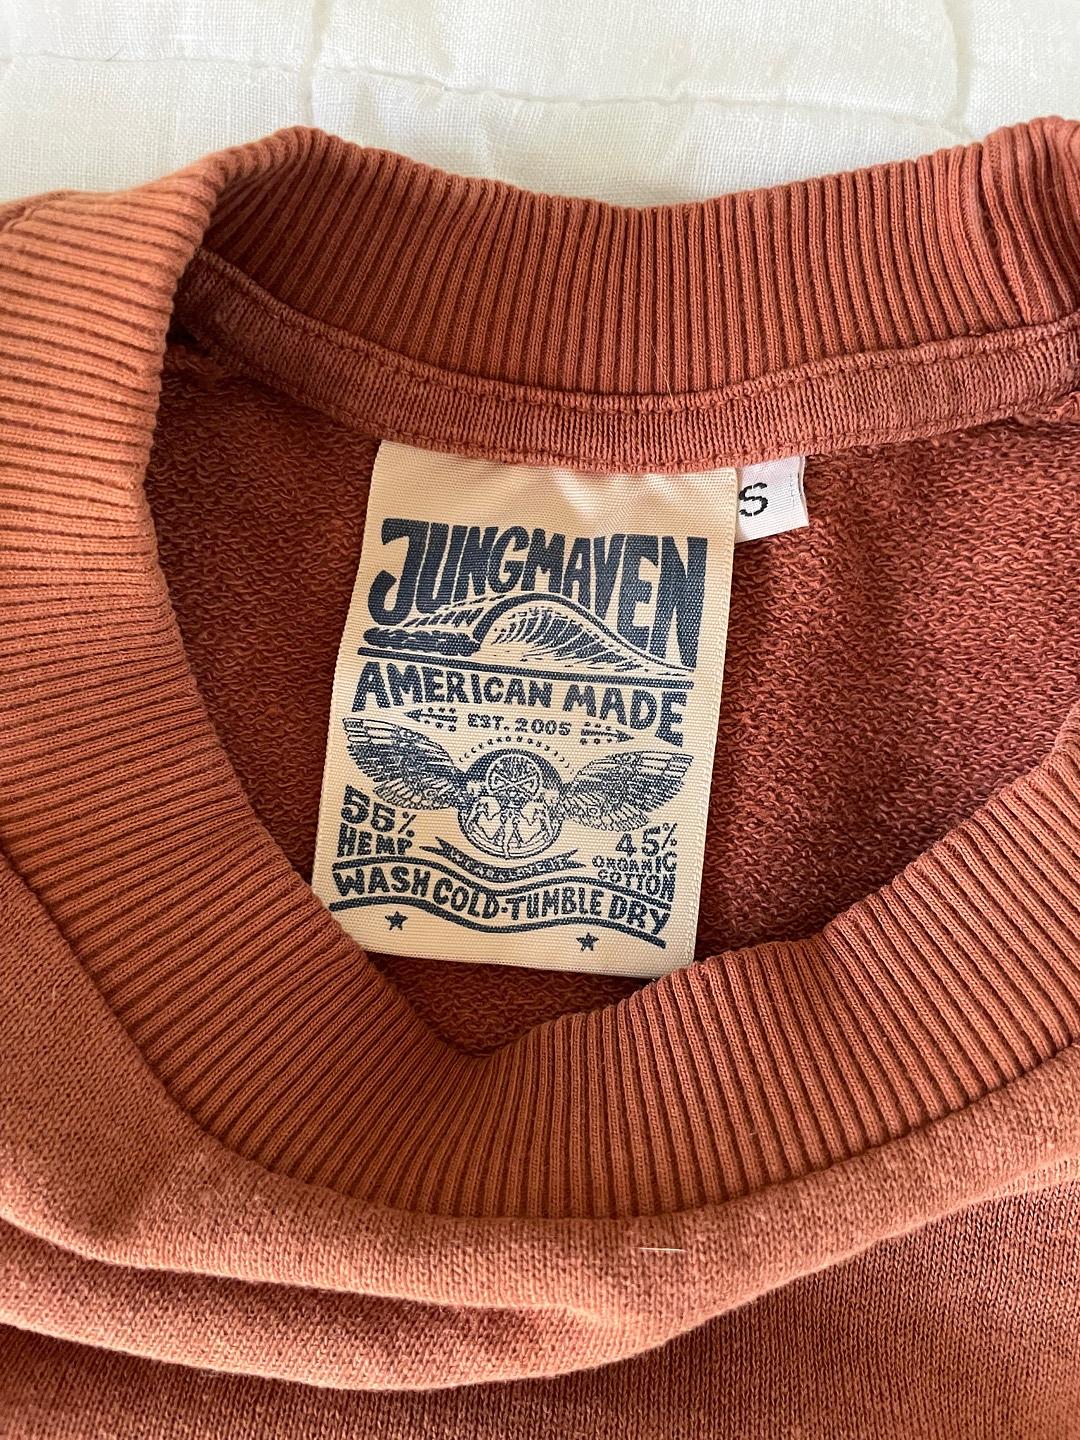 JUNGMAVEN
S
AMERICAN MADE
EST. 2005
55%
HEMP
45%
ORGANIC
COTTON
WASH COLD-TUMBLE DRY